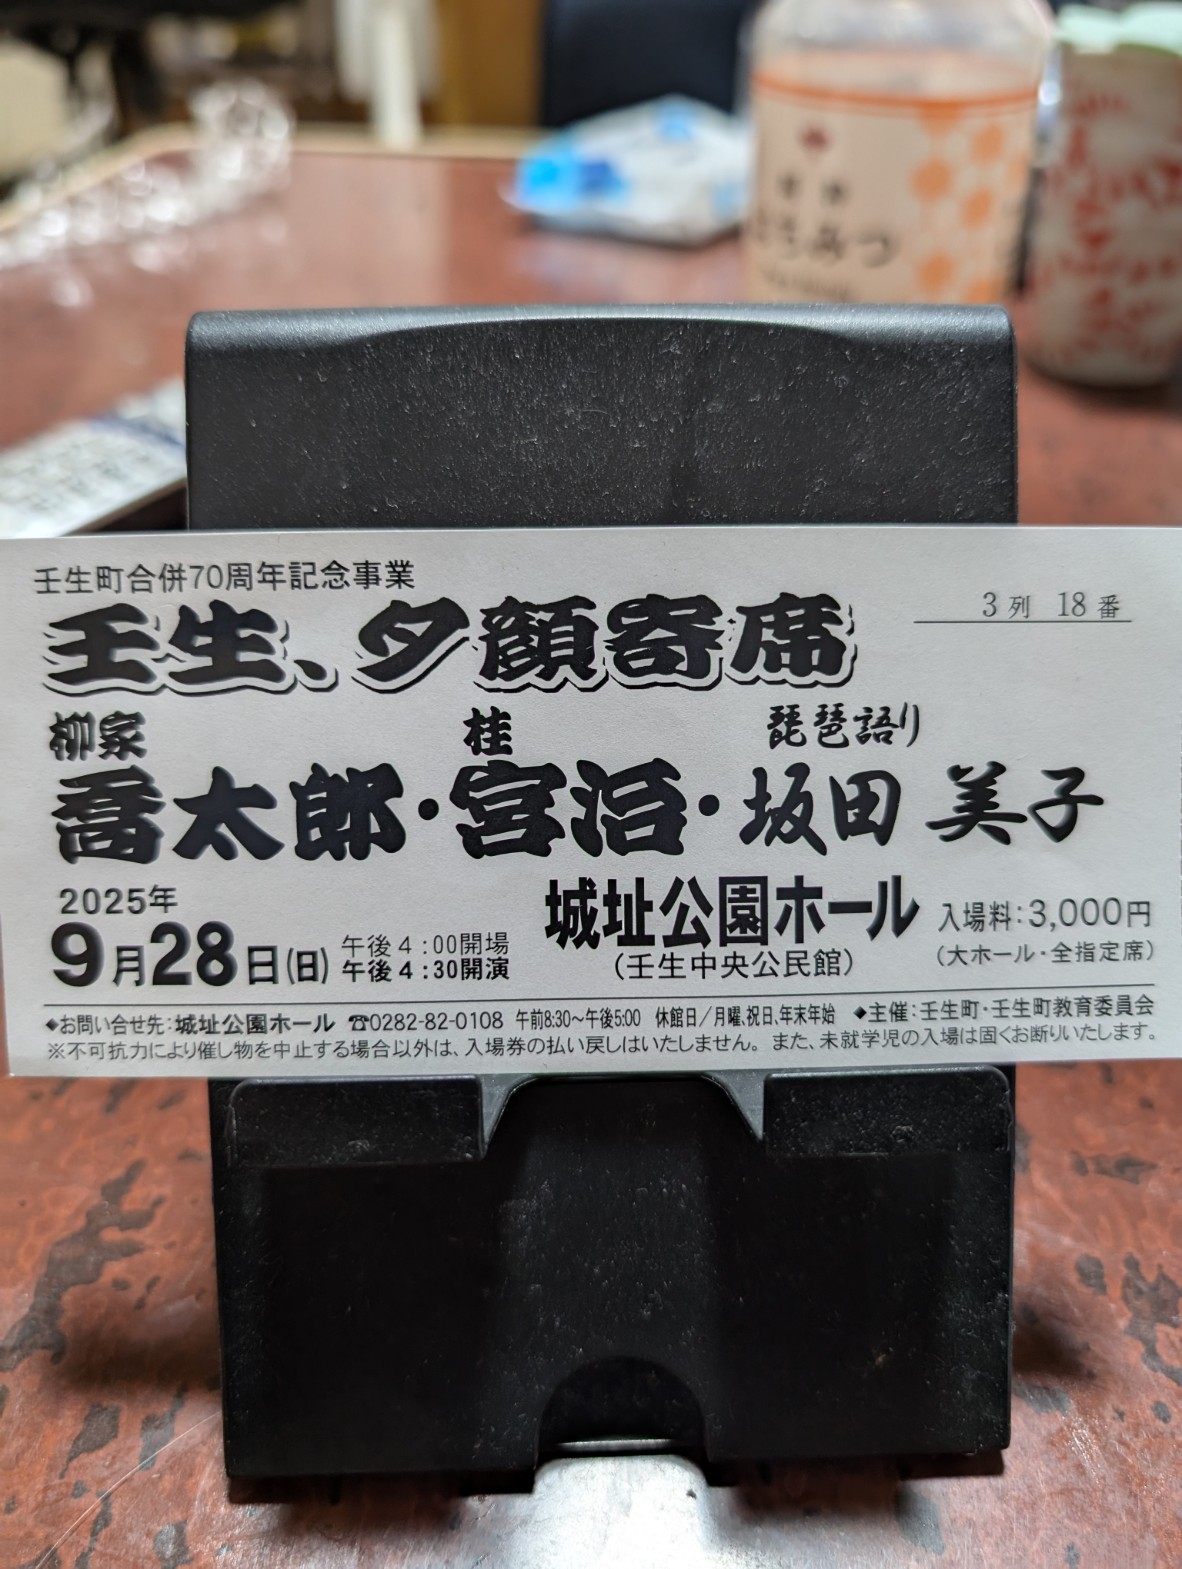 壬生町合併70周年記念事業
3列 18番
壬生、夕顔寄席
柳家 桂 琵琶語り
喬太郎・宮治・坂田 美子
2025年
9月28日(日)
午後4:00開場
午後4:30開演
城址公園ホール
(壬生中央公民館)
入場料:3,000円
(大ホール・全指定席)
◆お問い合せ先:城址公園ホール ☎0282-82-0108 午前8:30~午後5:00 休館日/月曜、祝日、年末年始 ◆主催:壬生町・壬生町教育委員会
※不可抗力により催し物を中止する場合以外は、入場券の払い戻しはいたしません。また、未就学児の入場は固くお断りいたします。
はちみつ